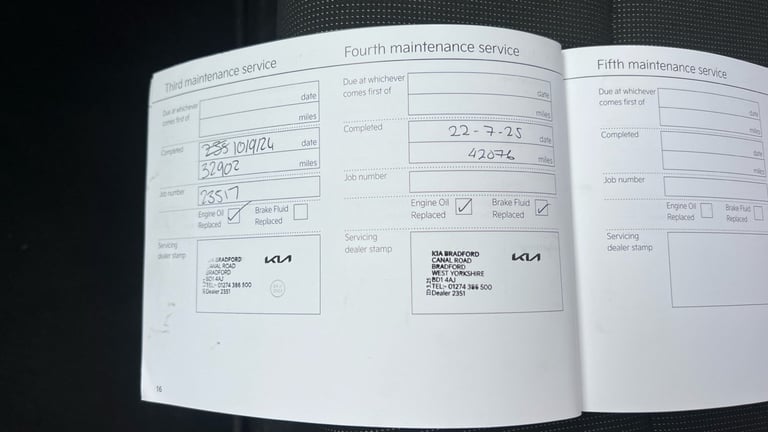 Third maintenance service
Due at whichever
comes first of
date
miles
Completed
10/9/24 date
32902 miles
Job number
23517
Engine Oil
Replaced
Brake Fluid
Replaced
Servicing
dealer stamp
BRADFORD
ROAD
BRADFORD
BD1 4AJ
TEL:- 01274 386 500
Dealer 2351
KIA
16
Fourth maintenance service
Due at whichever
comes first of
date
miles
Completed
22-7-25 date
42076 miles
Job number
Engine Oil
Replaced
Brake Fluid
Replaced
Servicing
dealer stamp
KIA BRADFORD
CANAL ROAD
BRADFORD
WEST YORKSHIRE
BD1 4AJ
TEL:- 01274 386 500
Dealer 2351
KIA
Fifth maintenance service
Due at whichever
comes first of
date
miles
Completed
date
miles
Job number
Engine Oil
Replaced
Brake Fluid
Replaced
Servicing
dealer stamp